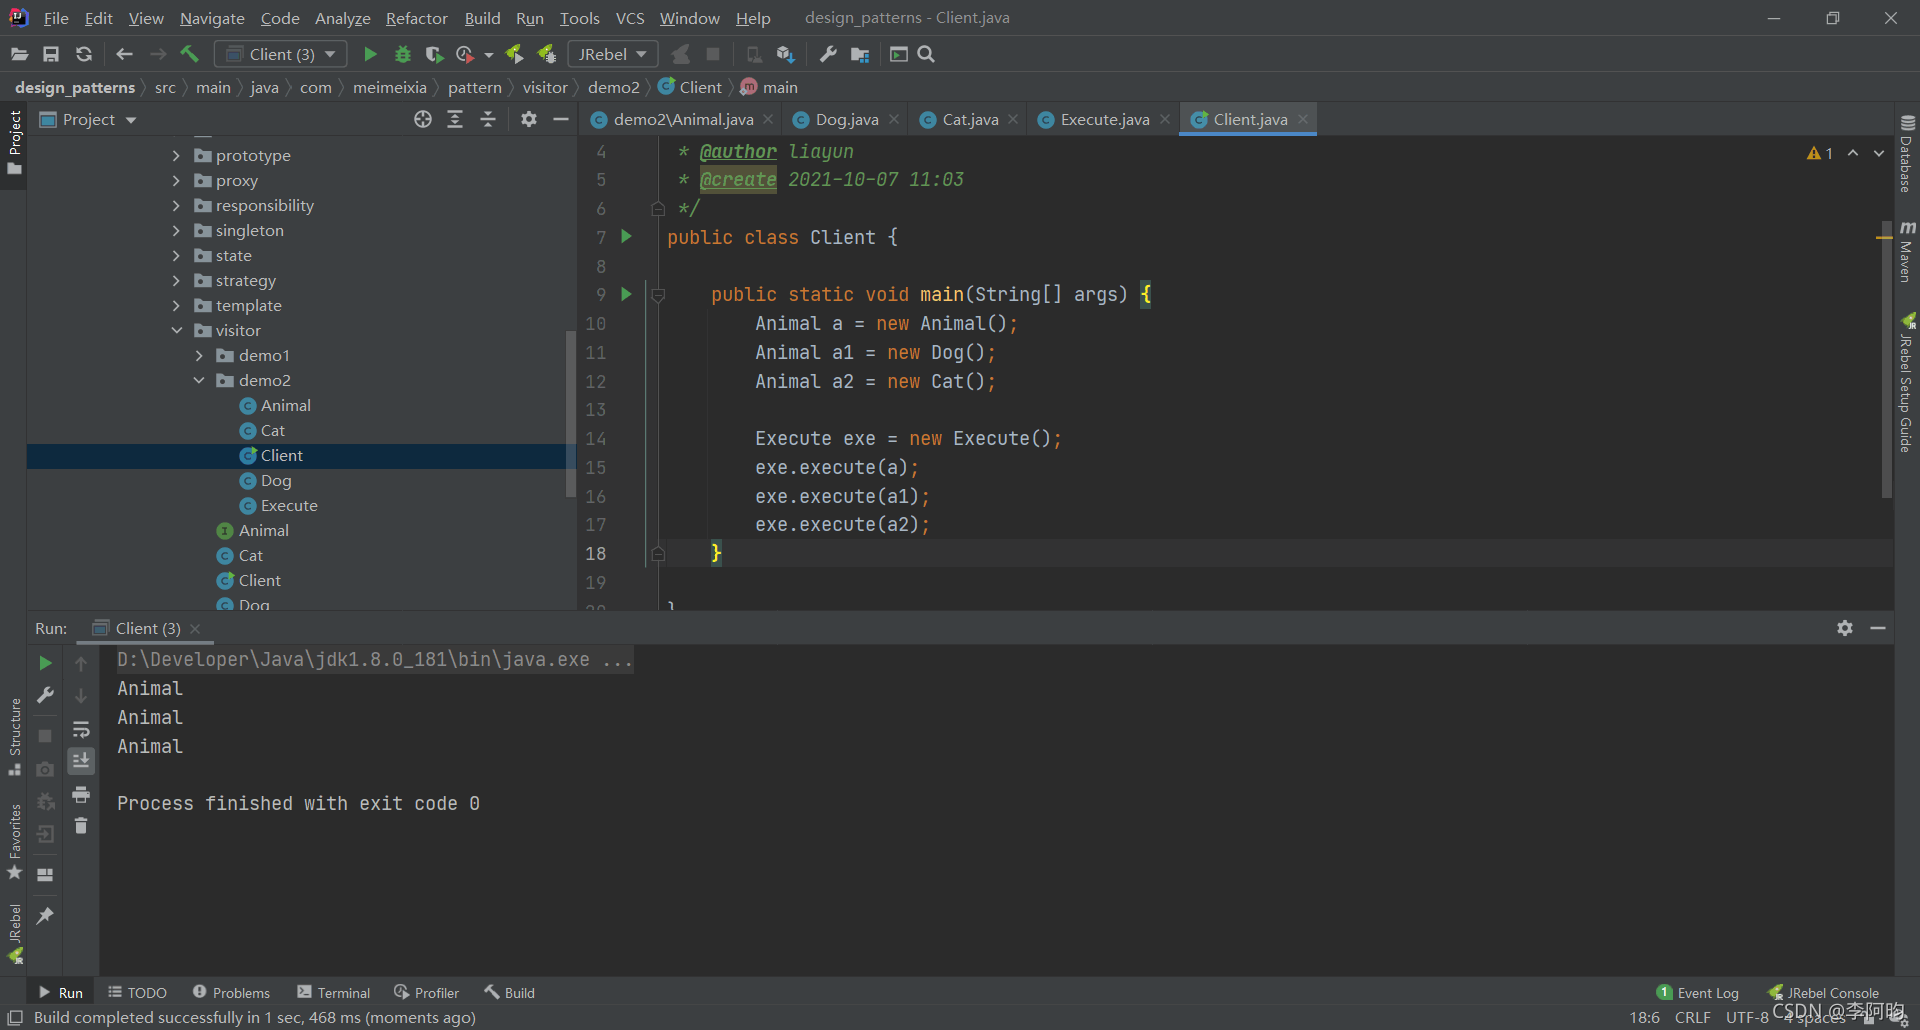 File Edit View Navigate Code Analyze Refactor Build Run Tools VCS Window Help design_patterns - Client.java
Client (3) JRebel
design_patterns src main java com meimeixia pattern visitor demo2 Client main
Project
Project
prototype
proxy
responsibility
singleton
state
strategy
template
visitor
demo1
demo2
Animal
Cat
Client
Dog
Execute
Animal
Cat
Client
Dog
demo2\Animal.java Dog.java Cat.java Execute.java Client.java
4 * @author liayun
5 * @create 2021-10-07 11:03
6 */
7 public class Client {
8
9 public static void main(String[] args) {
10 Animal a = new Animal();
11 Animal a1 = new Dog();
12 Animal a2 = new Cat();
13
14 Execute exe = new Execute();
15 exe.execute(a);
16 exe.execute(a1);
17 exe.execute(a2);
18 }
19
20 }
1
Database
Maven
JRebel Setup Guide
Run: Client (3)
D:\Developer\Java\jdk1.8.0_181\bin\java.exe ...
Animal
Animal
Animal
Process finished with exit code 0
Structure
Favorites
JRebel
Run TODO Problems Terminal Profiler Build 1 Event Log JRebel Console
Build completed successfully in 1 sec, 468 ms (moments ago) 18:6 CRLF UTF-8 4 spaces
CSDN @李阿昀